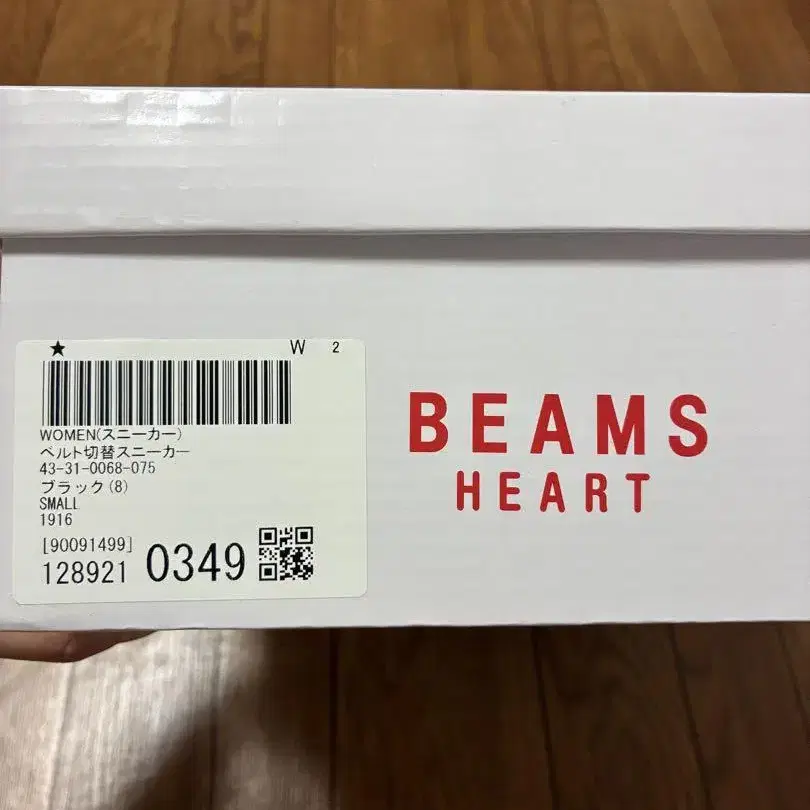 ★ W 2
WOMEN(スニーカー)
ベルト切替スニーカー
43-31-0068-075
ブラック(8)
SMALL
1916
[90091499]
128921 0349
BEAMS
HEART